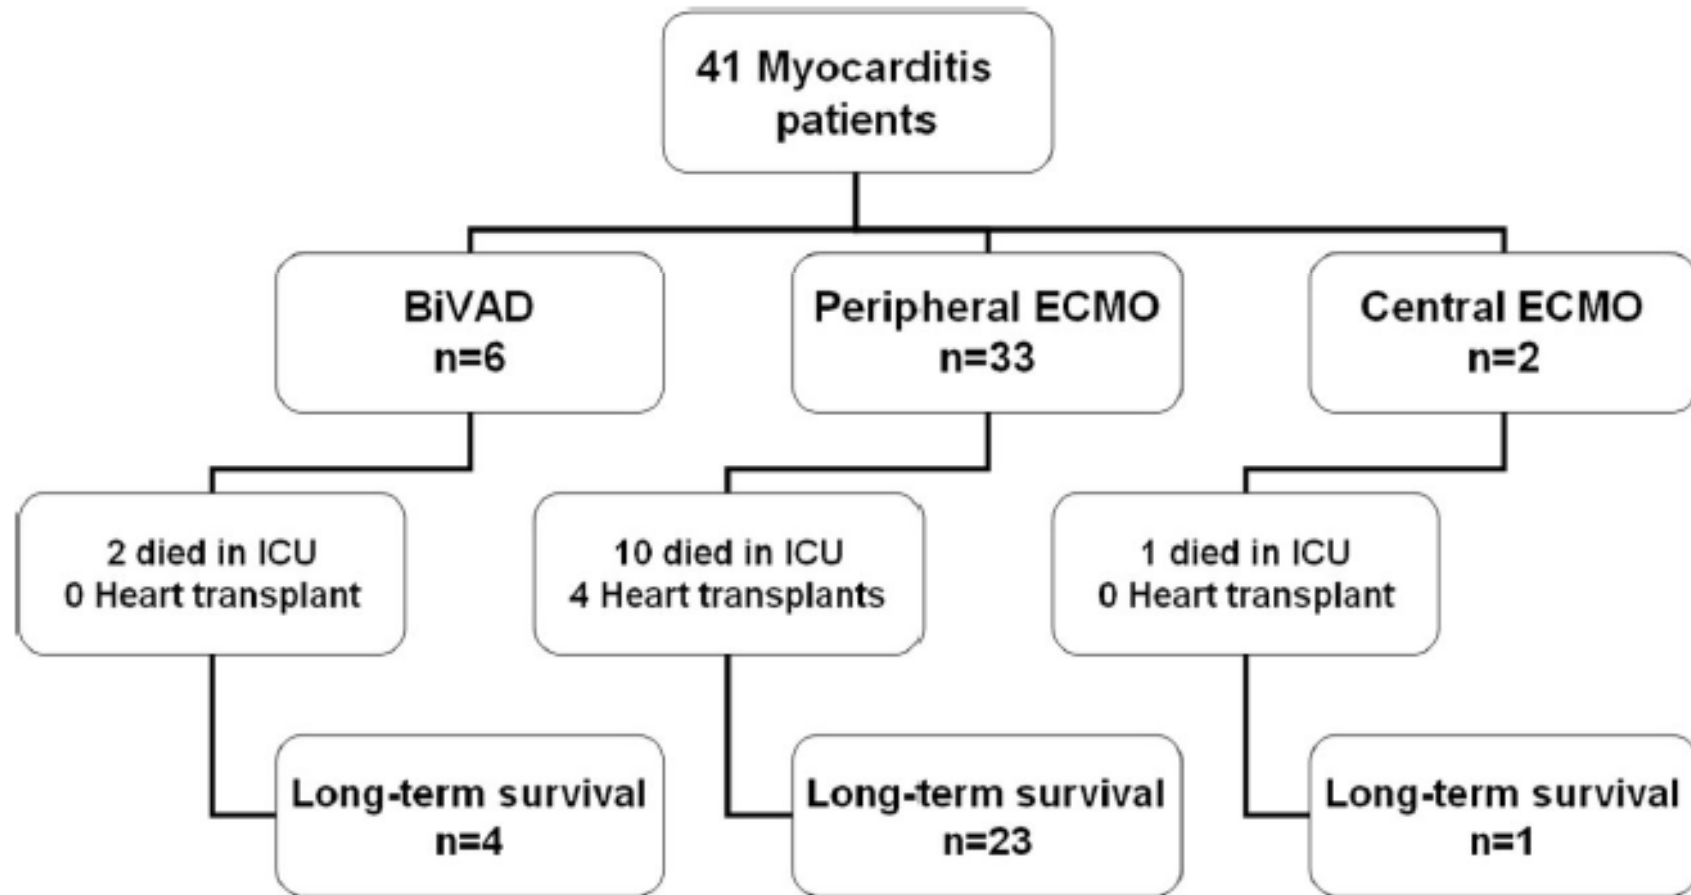 41 Myocarditis
patients
BiVAD
n=6
Peripheral ECMO
n=33
Central ECMO
n=2
2 died in ICU
0 Heart transplant
10 died in ICU
4 Heart transplants
1 died in ICU
0 Heart transplant
Long-term survival
n=4
Long-term survival
n=23
Long-term survival
n=1